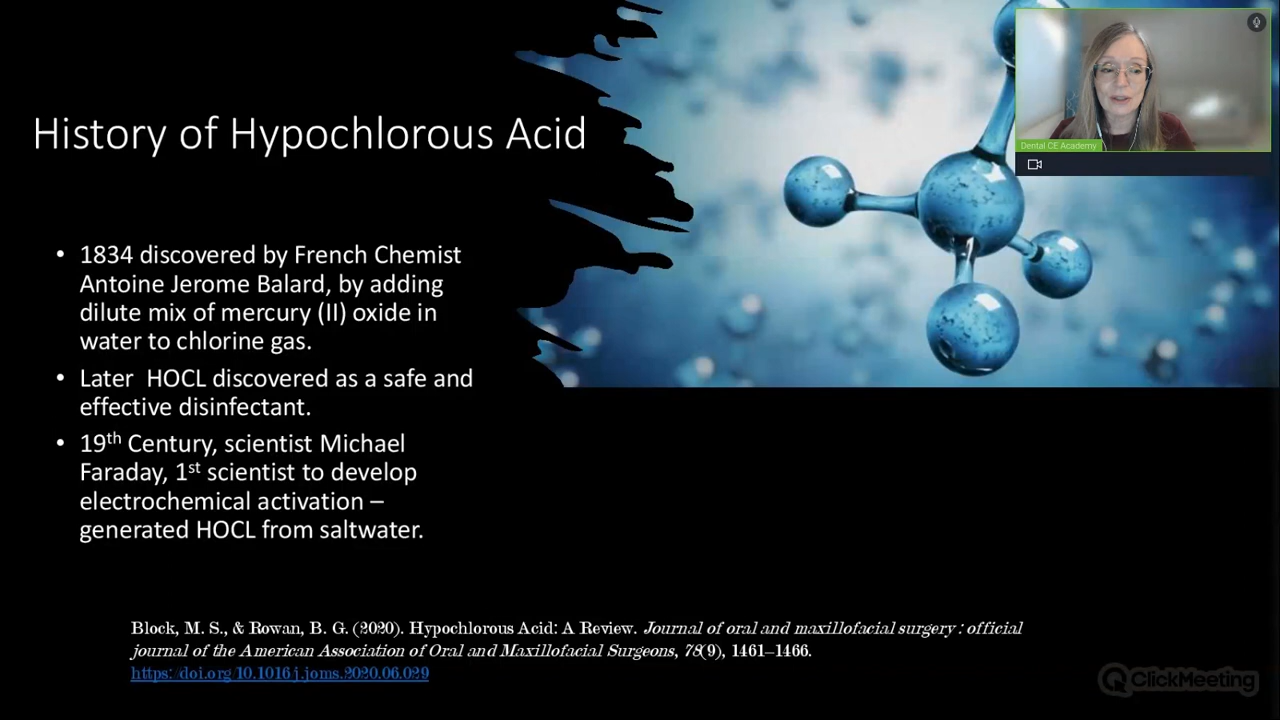 Dental CE Academy
History of Hypochlorous Acid
• 1834 discovered by French Chemist
Antoine Jerome Balard, by adding
dilute mix of mercury (II) oxide in
water to chlorine gas.
• Later  HOCL discovered as a safe and
effective disinfectant.
• 19th Century, scientist Michael
Faraday, 1st scientist to develop
electrochemical activation –
generated HOCL from saltwater.
Block, M. S., & Rowan, B. G. (2020). Hypochlorous Acid: A Review. Journal of oral and maxillofacial surgery : official
journal of the American Association of Oral and Maxillofacial Surgeons, 78(9), 1461–1466.
https://doi.org/10.1016/j.joms.2020.06.029
ClickMeeting